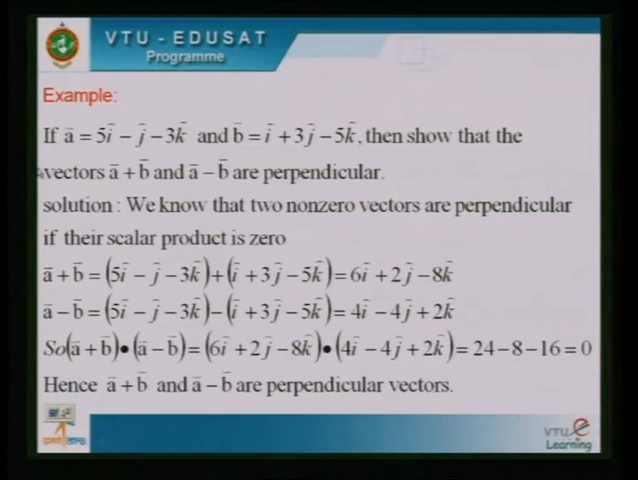 VTU - EDUSAT
Programme
Example:
If ā = 5i̅ − j̅ − 3k̅ and b̅ = i̅ + 3j̅ − 5k̅, then show that the
vectors ā + b̅ and ā − b̅ are perpendicular.
solution : We know that two nonzero vectors are perpendicular
if their scalar product is zero
ā + b̅ = (5i̅ − j̅ − 3k̅) + (i̅ + 3j̅ − 5k̅) = 6i̅ + 2j̅ − 8k̅
ā − b̅ = (5i̅ − j̅ − 3k̅) − (i̅ + 3j̅ − 5k̅) = 4i̅ − 4j̅ + 2k̅
So(ā + b̅)•(ā − b̅) = (6i̅ + 2j̅ − 8k̅)•(4i̅ − 4j̅ + 2k̅) = 24 − 8 − 16 = 0
Hence ā + b̅ and ā − b̅ are perpendicular vectors.
VTU e
Learning